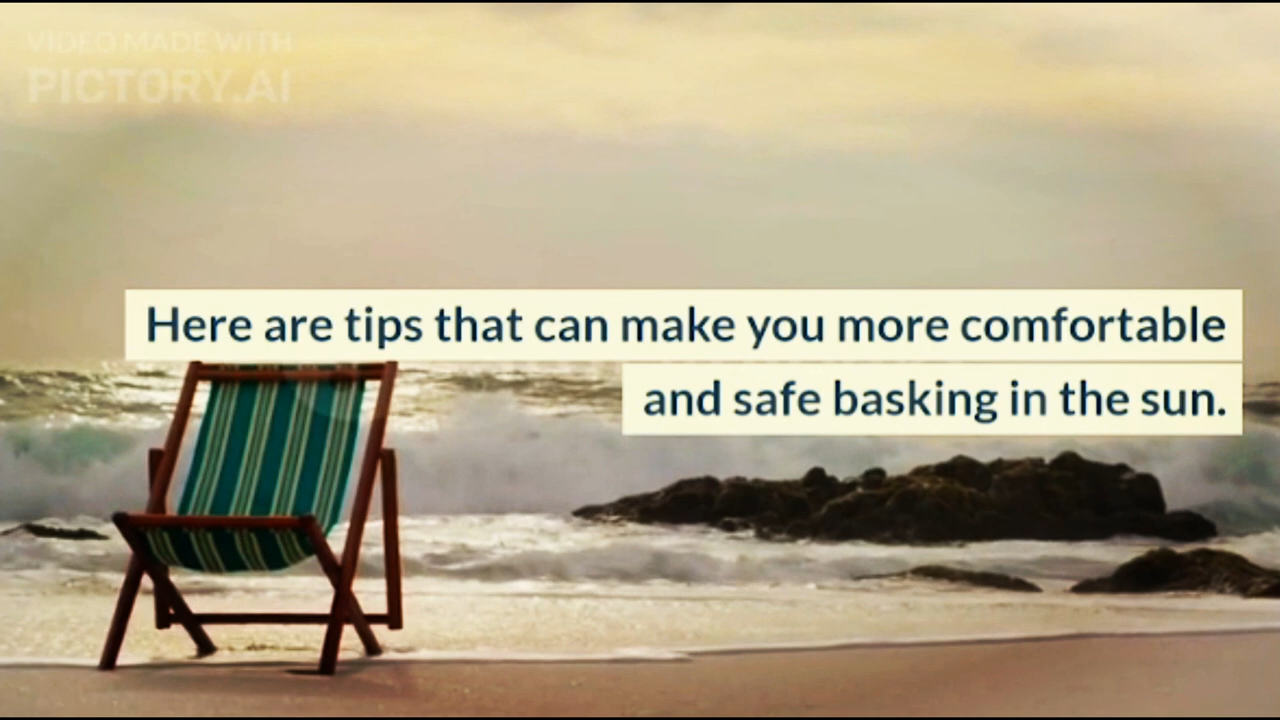 VIDEO MADE WITH
PICTORY.AI
Here are tips that can make you more comfortable
and safe basking in the sun.